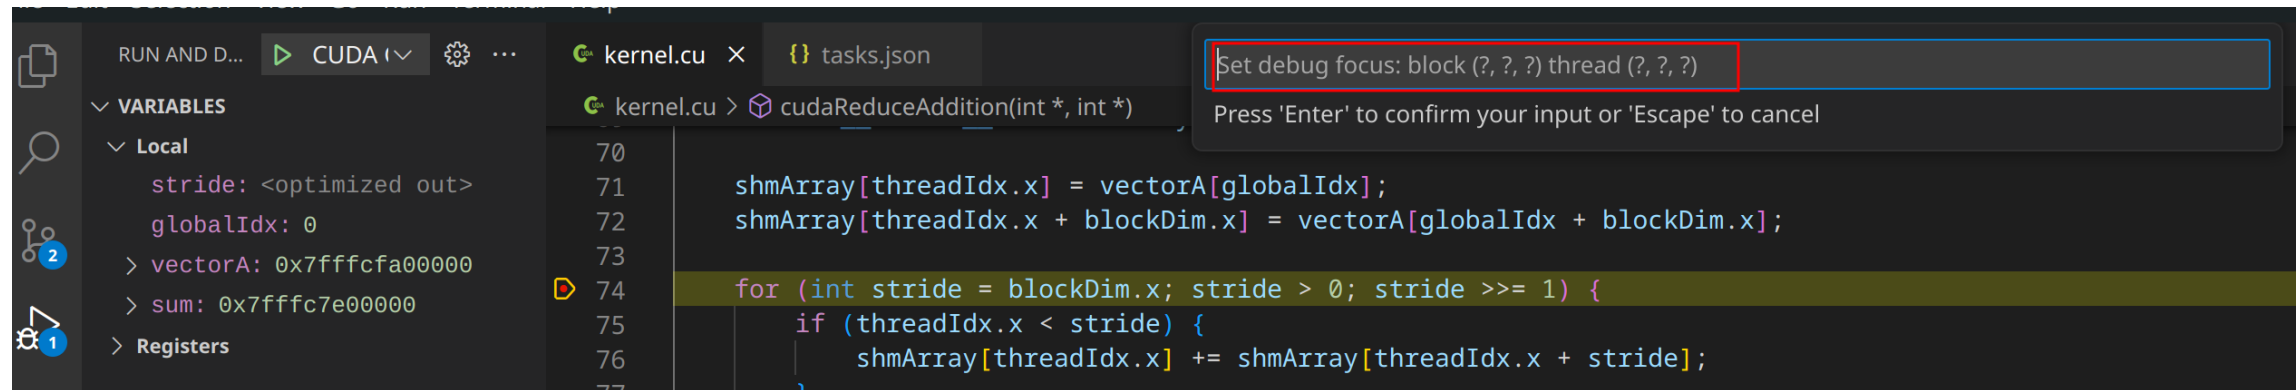 RUN AND D... CUDA ( ···
VARIABLES
Local
stride: <optimized out>
globalIdx: 0
vectorA: 0x7fffcfa00000
sum: 0x7fffc7e00000
Registers
2
1
kernel.cu × {} tasks.json
kernel.cu > cudaReduceAddition(int *, int *)
70
71 shmArray[threadIdx.x] = vectorA[globalIdx];
72 shmArray[threadIdx.x + blockDim.x] = vectorA[globalIdx + blockDim.x];
73
74 for (int stride = blockDim.x; stride > 0; stride >>= 1) {
75 if (threadIdx.x < stride) {
76 shmArray[threadIdx.x] += shmArray[threadIdx.x + stride];
77 }
Set debug focus: block (?, ?, ?) thread (?, ?, ?)
Press 'Enter' to confirm your input or 'Escape' to cancel